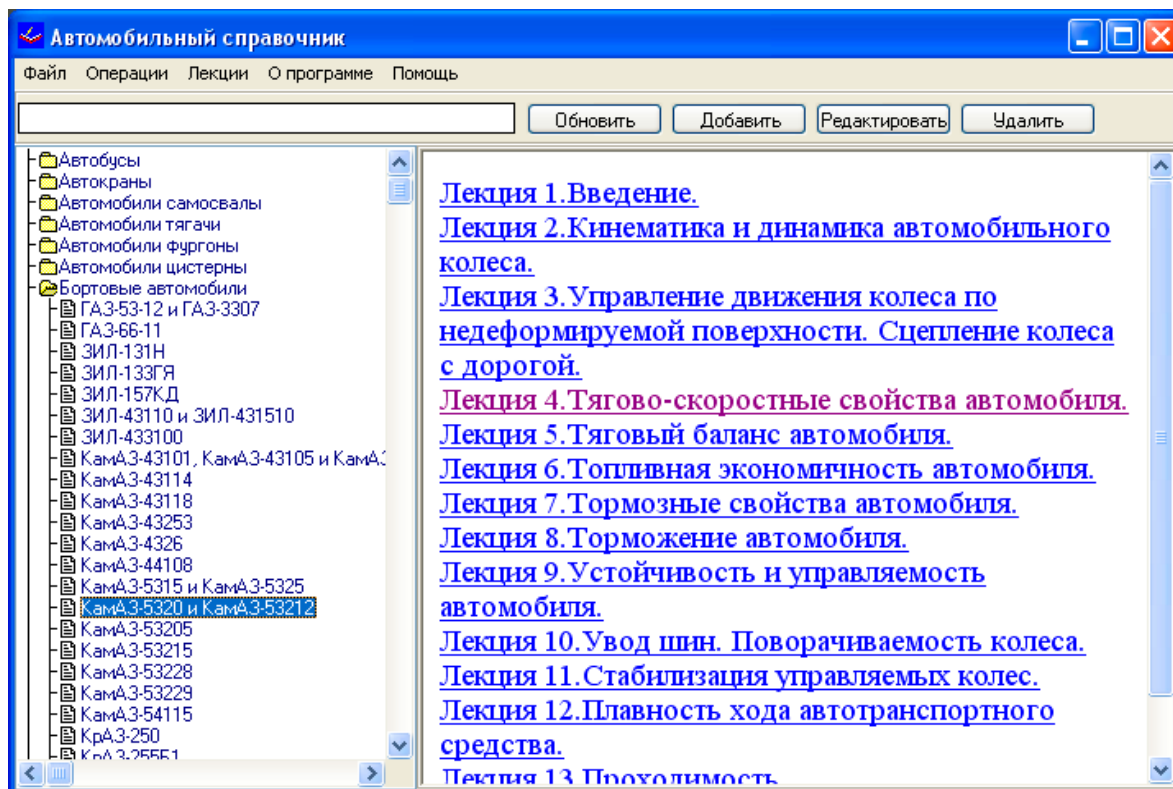 Автомобильный справочник
Файл Операции Лекции О программе Помощь
Обновить Добавить Редактировать Удалить
Автобусы
Автокраны
Автомобили самосвалы
Автомобили тягачи
Автомобили фургоны
Автомобили цистерны
Бортовые автомобили
ГАЗ-53-12 и ГАЗ-3307
ГАЗ-66-11
ЗИЛ-131Н
ЗИЛ-133ГЯ
ЗИЛ-157КД
ЗИЛ-43110 и ЗИЛ-431510
ЗИЛ-433100
КамАЗ-43101, КамАЗ-43105 и КамАЗ
КамАЗ-43114
КамАЗ-43118
КамАЗ-43253
КамАЗ-4326
КамАЗ-44108
КамАЗ-5315 и КамАЗ-5325
КамАЗ-5320 и КамАЗ-53212
КамАЗ-53205
КамАЗ-53215
КамАЗ-53228
КамАЗ-53229
КамАЗ-54115
КрАЗ-250
КрАЗ-255Б1
Лекция 1.Введение.
Лекция 2.Кинематика и динамика автомобильного
колеса.
Лекция 3.Управление движения колеса по
недеформируемой поверхности. Сцепление колеса
с дорогой.
Лекция 4.Тягово-скоростные свойства автомобиля.
Лекция 5.Тяговый баланс автомобиля.
Лекция 6.Топливная экономичность автомобиля.
Лекция 7.Тормозные свойства автомобиля.
Лекция 8.Торможение автомобиля.
Лекция 9.Устойчивость и управляемость
автомобиля.
Лекция 10.Увод шин. Поворачиваемость колеса.
Лекция 11.Стабилизация управляемых колес.
Лекция 12.Плавность хода автотранспортного
средства.
Лекция 13.Проходимость